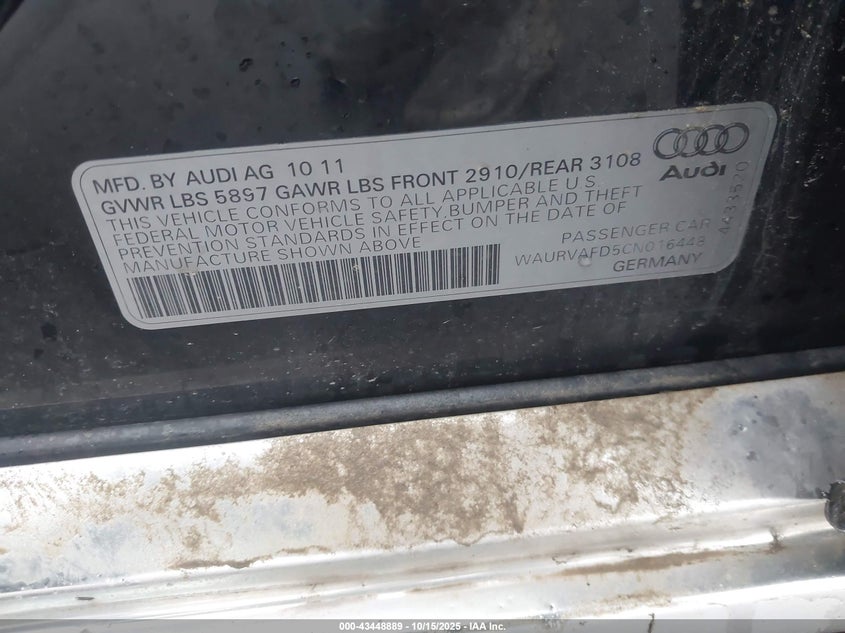 MFD. BY AUDI AG 10 11
GVWR LBS 5897 GAWR LBS FRONT 2910/REAR 3108
THIS VEHICLE CONFORMS TO ALL APPLICABLE U S
FEDERAL MOTOR VEHICLE SAFETY,BUMPER AND THEFT
PREVENTION STANDARDS IN EFFECT ON THE DATE OF
MANUFACTURE SHOWN ABOVE
Audi
PASSENGER CAR
WAURVAFD5CN016448
GERMANY
000-43448889 - 10/15/2025 - IAA Inc.